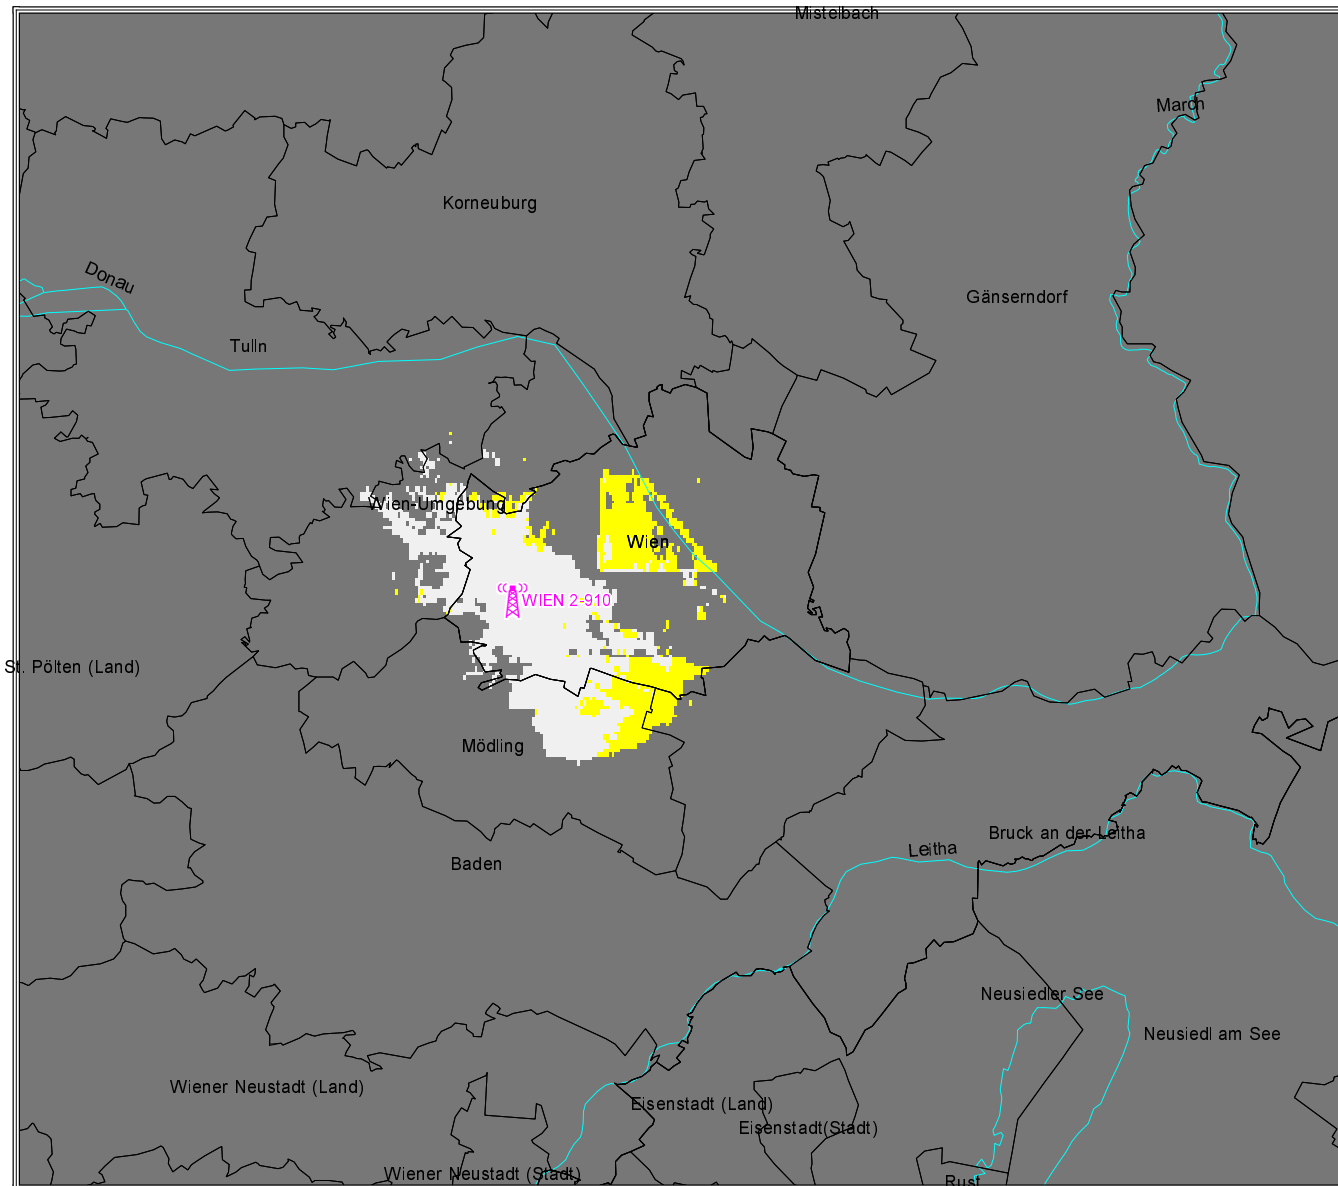 Mistelbach
March
Korneuburg
Donau
Gänserndorf
Tulln
Wien-Umgebung
Wien
WIEN 2-910
St. Pölten (Land)
Mödling
Bruck an der Leitha
Leitha
Baden
Neusiedler See
Neusiedl am See
Wiener Neustadt (Land)
Eisenstadt (Land)
Eisenstadt(Stadt)
Wiener Neustadt (Stadt)
Rust